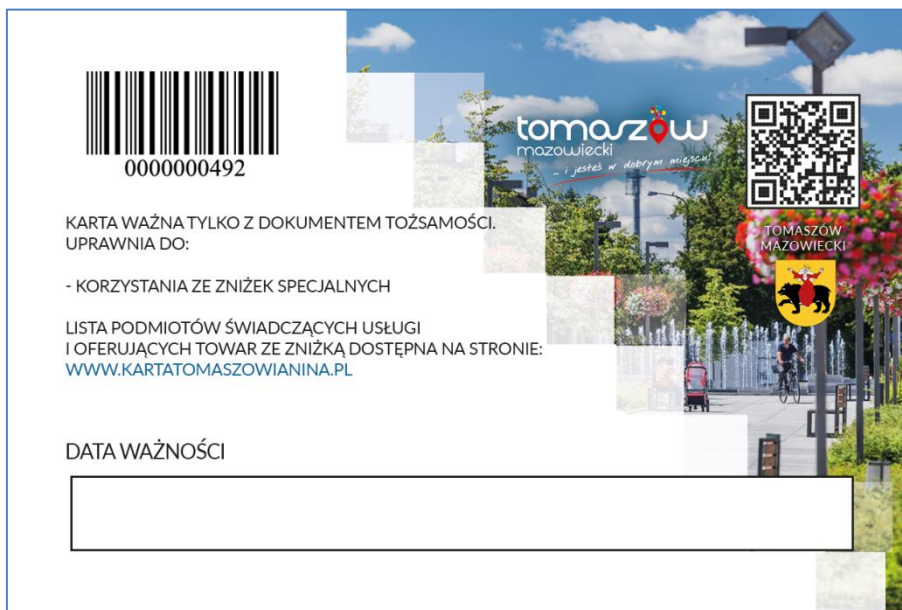 0000000492
tomaszów
mazowiecki
... i jesteś w dobrym miejscu!
TOMASZÓW
MAZOWIECKI
KARTA WAŻNA TYLKO Z DOKUMENTEM TOŻSAMOŚCI.
UPRAWNIA DO:
- KORZYSTANIA ZE ZNIŻEK SPECJALNYCH
LISTA PODMIOTÓW ŚWIADCZĄCYCH USŁUGI
I OFERUJĄCYCH TOWAR ZE ZNIŻKĄ DOSTĘPNA NA STRONIE:
WWW.KARTATOMASZOWIANINA.PL
DATA WAŻNOŚCI